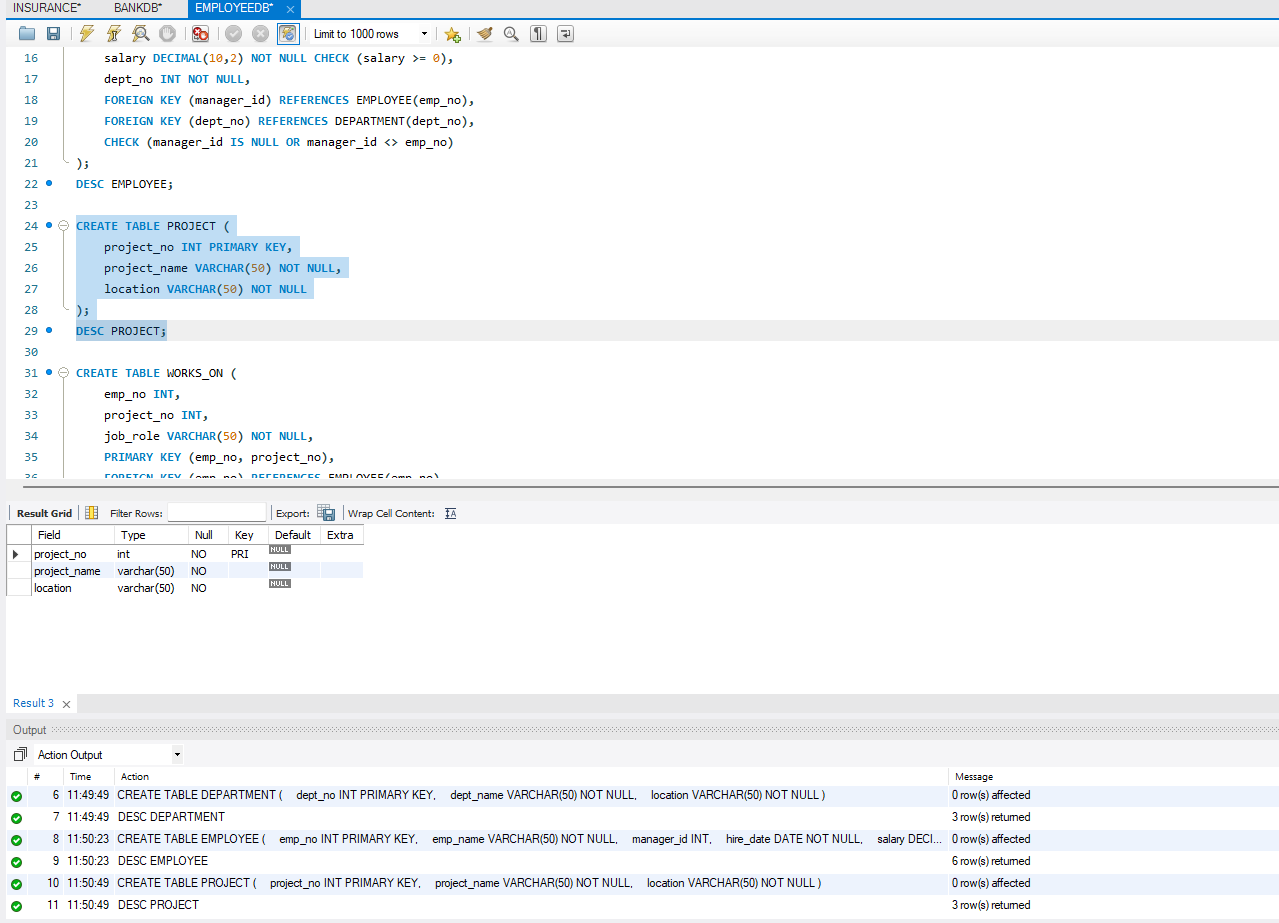 INSURANCE* BANKDB* EMPLOYEEDB*
Limit to 1000 rows
16 salary DECIMAL(10,2) NOT NULL CHECK (salary >= 0),
17 dept_no INT NOT NULL,
18 FOREIGN KEY (manager_id) REFERENCES EMPLOYEE(emp_no),
19 FOREIGN KEY (dept_no) REFERENCES DEPARTMENT(dept_no),
20 CHECK (manager_id IS NULL OR manager_id <> emp_no)
21 );
22 DESC EMPLOYEE;
23
24 CREATE TABLE PROJECT (
25 project_no INT PRIMARY KEY,
26 project_name VARCHAR(50) NOT NULL,
27 location VARCHAR(50) NOT NULL
28 );
29 DESC PROJECT;
30
31 CREATE TABLE WORKS_ON (
32 emp_no INT,
33 project_no INT,
34 job_role VARCHAR(50) NOT NULL,
35 PRIMARY KEY (emp_no, project_no),
36 FOREIGN KEY (emp_no) REFERENCES EMPLOYEE(emp_no)
Result Grid Filter Rows: Export: Wrap Cell Content:
Field Type Null Key Default Extra
project_no int NO PRI NULL
project_name varchar(50) NO NULL
location varchar(50) NO NULL
Result 3
Output
Action Output
# Time Action Message
6 11:49:49 CREATE TABLE DEPARTMENT ( dept_no INT PRIMARY KEY, dept_name VARCHAR(50) NOT NULL, location VARCHAR(50) NOT NULL ) 0 row(s) affected
7 11:49:49 DESC DEPARTMENT 3 row(s) returned
8 11:50:23 CREATE TABLE EMPLOYEE ( emp_no INT PRIMARY KEY, emp_name VARCHAR(50) NOT NULL, manager_id INT, hire_date DATE NOT NULL, salary DECI... 0 row(s) affected
9 11:50:23 DESC EMPLOYEE 6 row(s) returned
10 11:50:49 CREATE TABLE PROJECT ( project_no INT PRIMARY KEY, project_name VARCHAR(50) NOT NULL, location VARCHAR(50) NOT NULL ) 0 row(s) affected
11 11:50:49 DESC PROJECT 3 row(s) returned